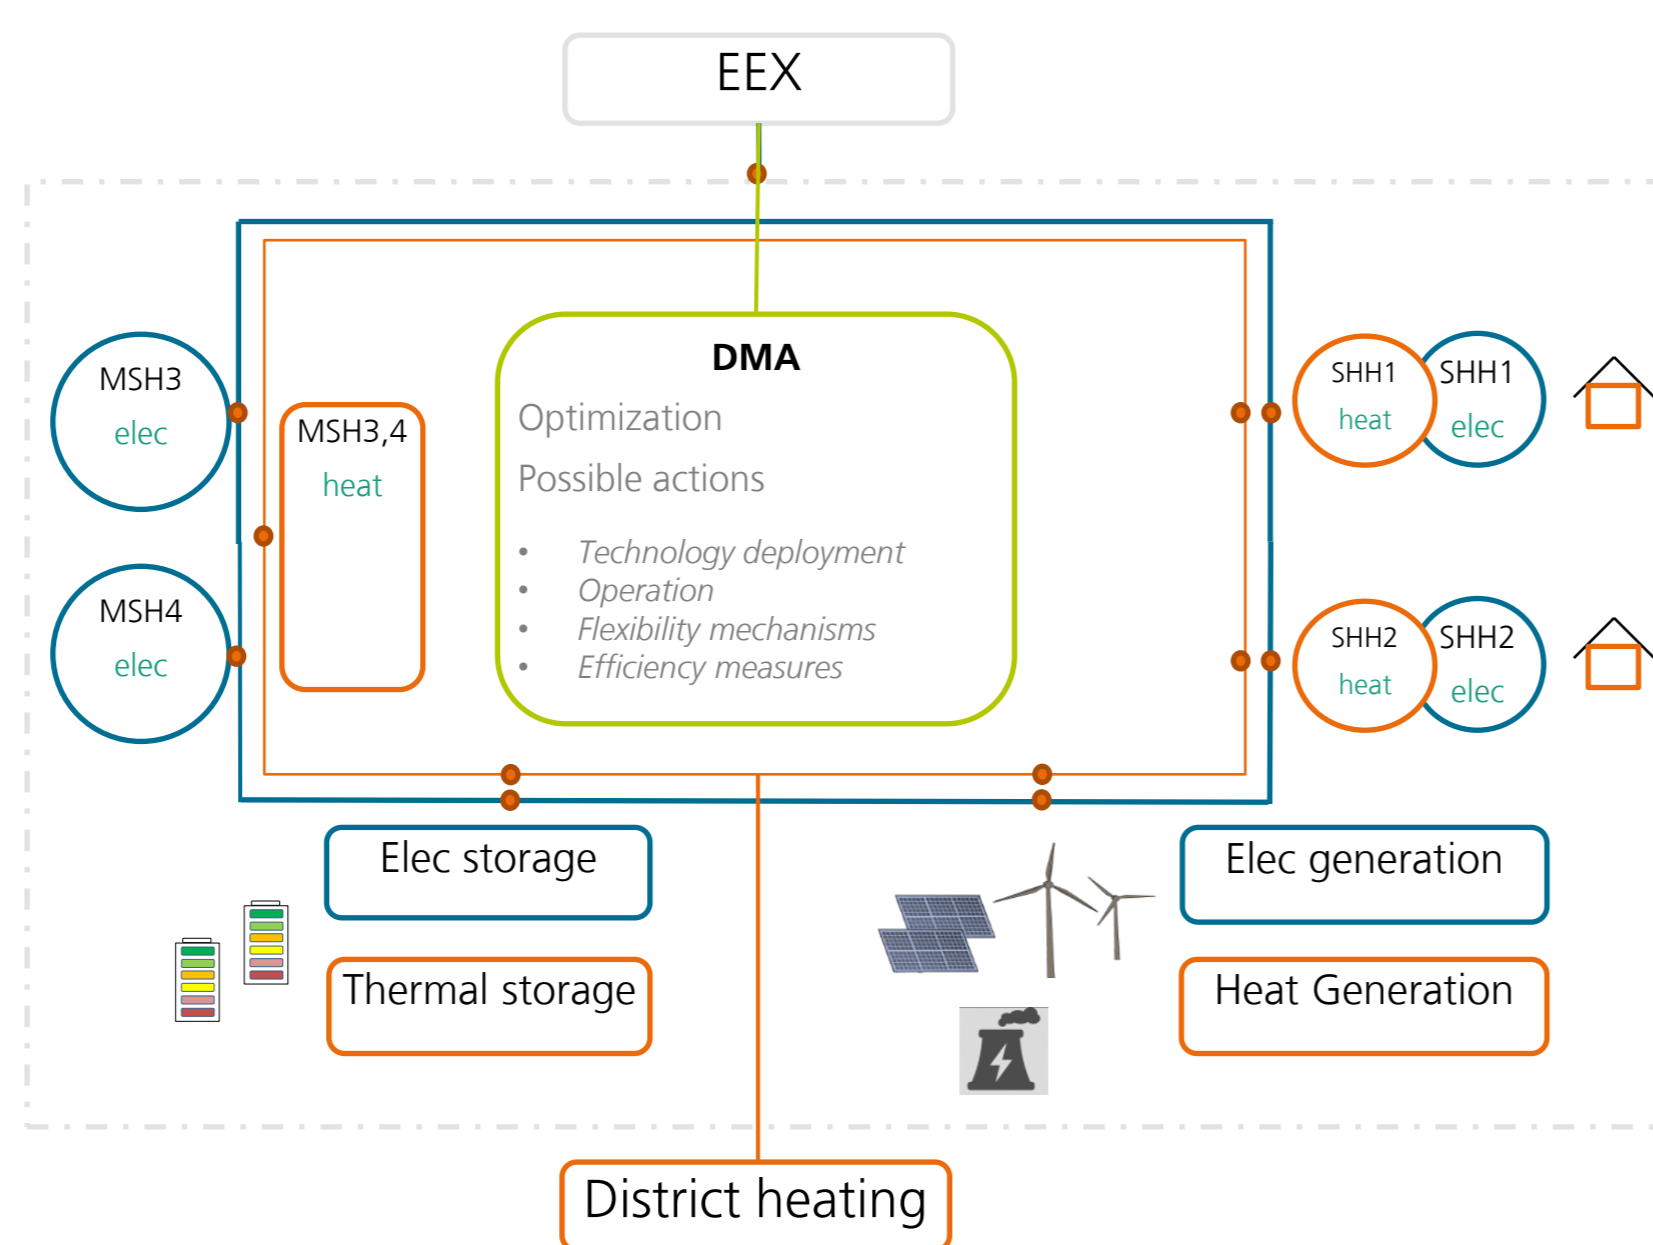 EEX
DMA
Optimization
Possible actions
• Technology deployment
• Operation
• Flexibility mechanisms
• Efficiency measures
MSH3
elec
MSH4
elec
MSH3,4
heat
SHH1
heat
SHH1
elec
SHH2
heat
SHH2
elec
Elec storage
Thermal storage
Elec generation
Heat Generation
District heating